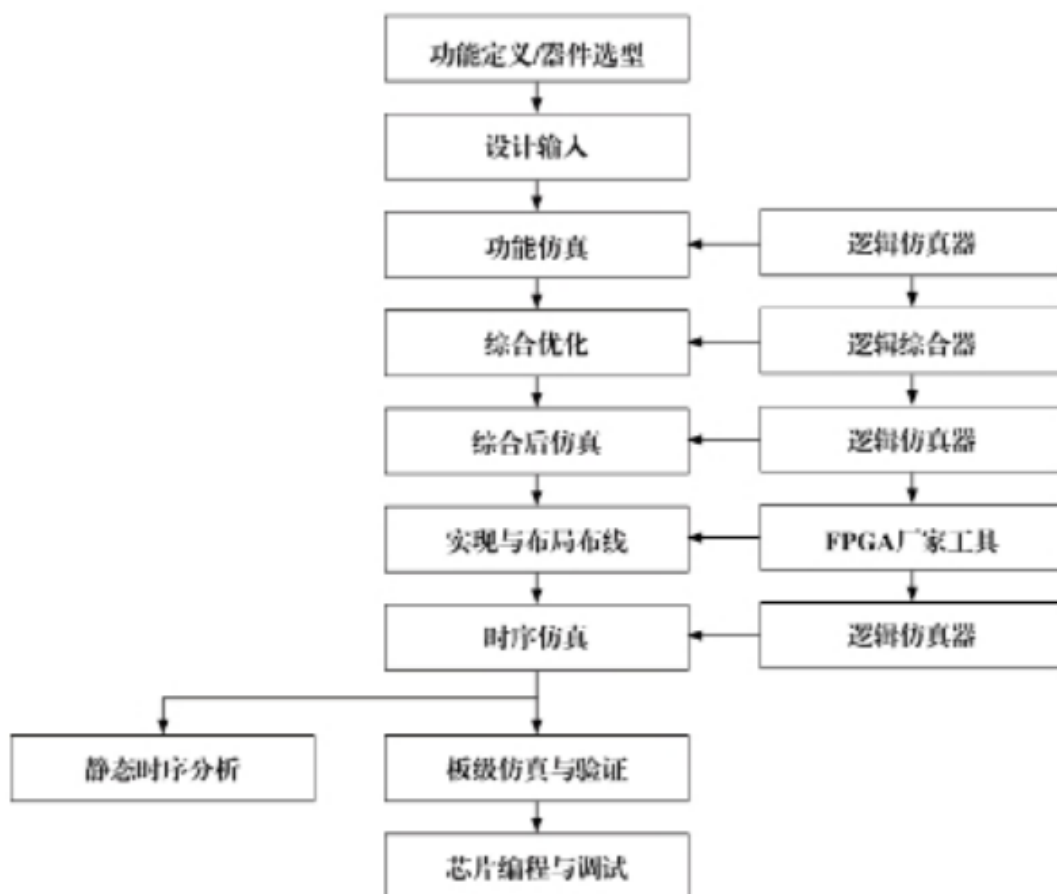 功能定义/器件选型
设计输入
功能仿真
逻辑仿真器
综合优化
逻辑综合器
综合后仿真
逻辑仿真器
实现与布局布线
FPGA厂家工具
时序仿真
逻辑仿真器
静态时序分析
板级仿真与验证
芯片编程与调试